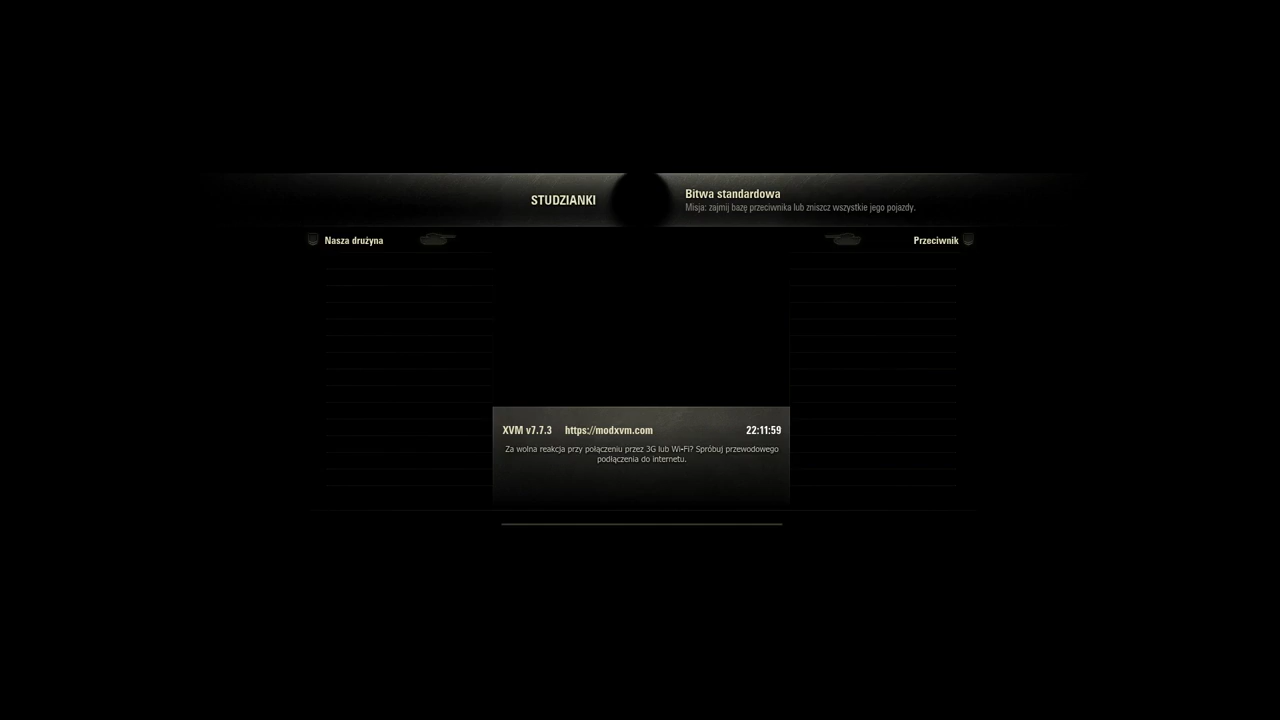 STUDZIANKI
Bitwa standardowa
Misja: zajmij bazę przeciwnika lub zniszcz wszystkie jego pojazdy.
Nasza drużyna
Przeciwnik
XVM v7.7.3 https://modxvm.com 22:11:59
Za wolna reakcja przy połączeniu przez 3G lub Wi-Fi? Spróbuj przewodowego
podłączenia do internetu.